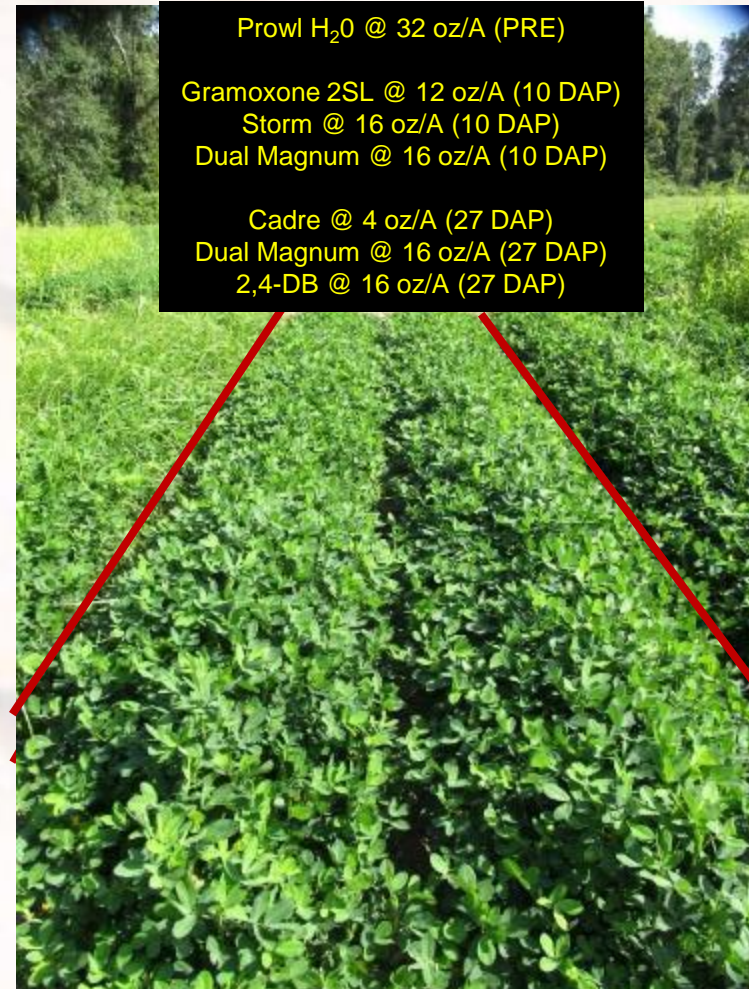 Prowl H₂0 @ 32 oz/A (PRE)
Gramoxone 2SL @ 12 oz/A (10 DAP)
Storm @ 16 oz/A (10 DAP)
Dual Magnum @ 16 oz/A (10 DAP)
Cadre @ 4 oz/A (27 DAP)
Dual Magnum @ 16 oz/A (27 DAP)
2,4-DB @ 16 oz/A (27 DAP)